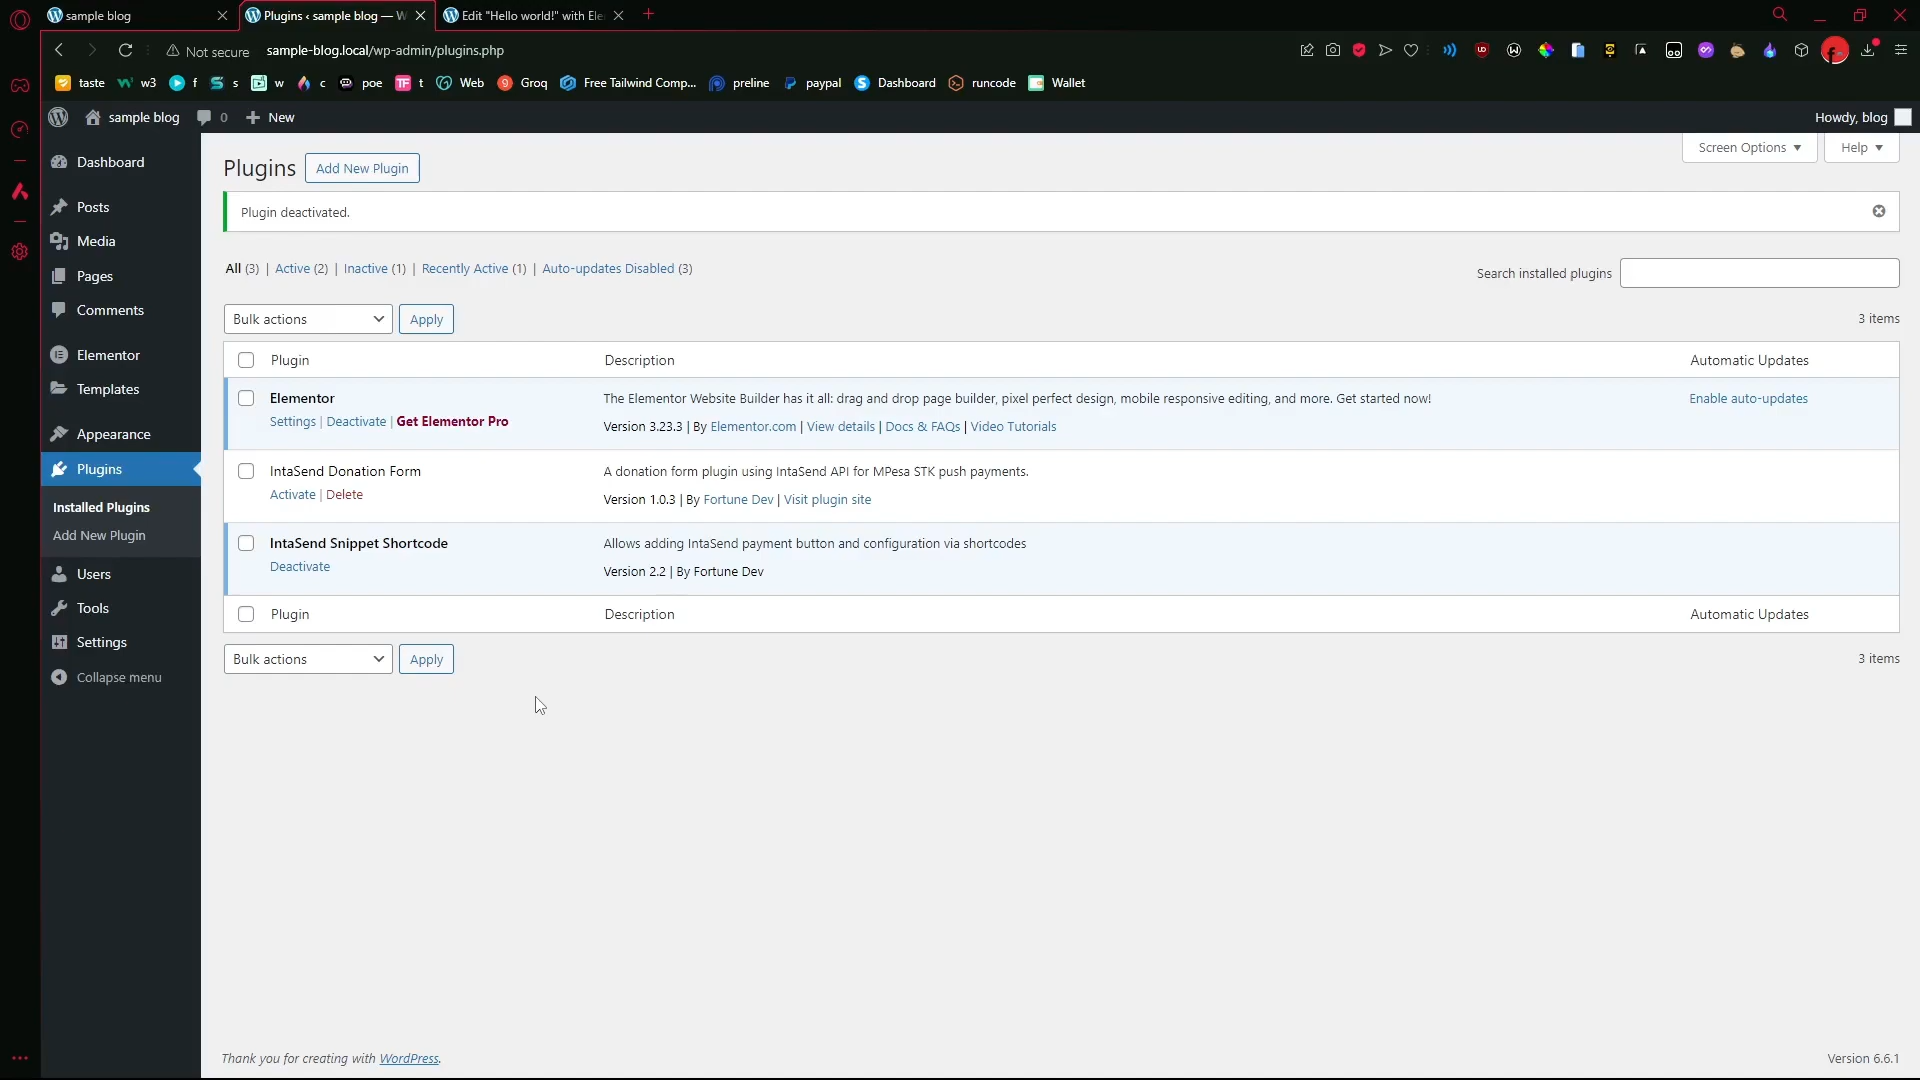 sample blog
Plugins ‹ sample blog — W
Edit "Hello world!" with Ele
Not secure
sample-blog.local/wp-admin/plugins.php
taste
w3
f
s
w
c
poe
TF
t
Web
Groq
Free Tailwind Comp...
preline
paypal
Dashboard
runcode
Wallet
sample blog
0
New
Howdy, blog
Dashboard
Posts
Media
Pages
Comments
Elementor
Templates
Appearance
Plugins
Installed Plugins
Add New Plugin
Users
Tools
Settings
Collapse menu
Screen Options
Help
Plugins
Add New Plugin
Plugin deactivated.
All (3) | Active (2) | Inactive (1) | Recently Active (1) | Auto-updates Disabled (3)
Search installed plugins
Bulk actions
Apply
3 items
Plugin
Description
Automatic Updates
Elementor
Settings | Deactivate | Get Elementor Pro
The Elementor Website Builder has it all: drag and drop page builder, pixel perfect design, mobile responsive editing, and more. Get started now!
Version 3.23.3 | By Elementor.com | View details | Docs & FAQs | Video Tutorials
Enable auto-updates
IntaSend Donation Form
Activate | Delete
A donation form plugin using IntaSend API for MPesa STK push payments.
Version 1.0.3 | By Fortune Dev | Visit plugin site
IntaSend Snippet Shortcode
Deactivate
Allows adding IntaSend payment button and configuration via shortcodes
Version 2.2 | By Fortune Dev
Plugin
Description
Automatic Updates
Bulk actions
Apply
3 items
Thank you for creating with WordPress.
Version 6.6.1